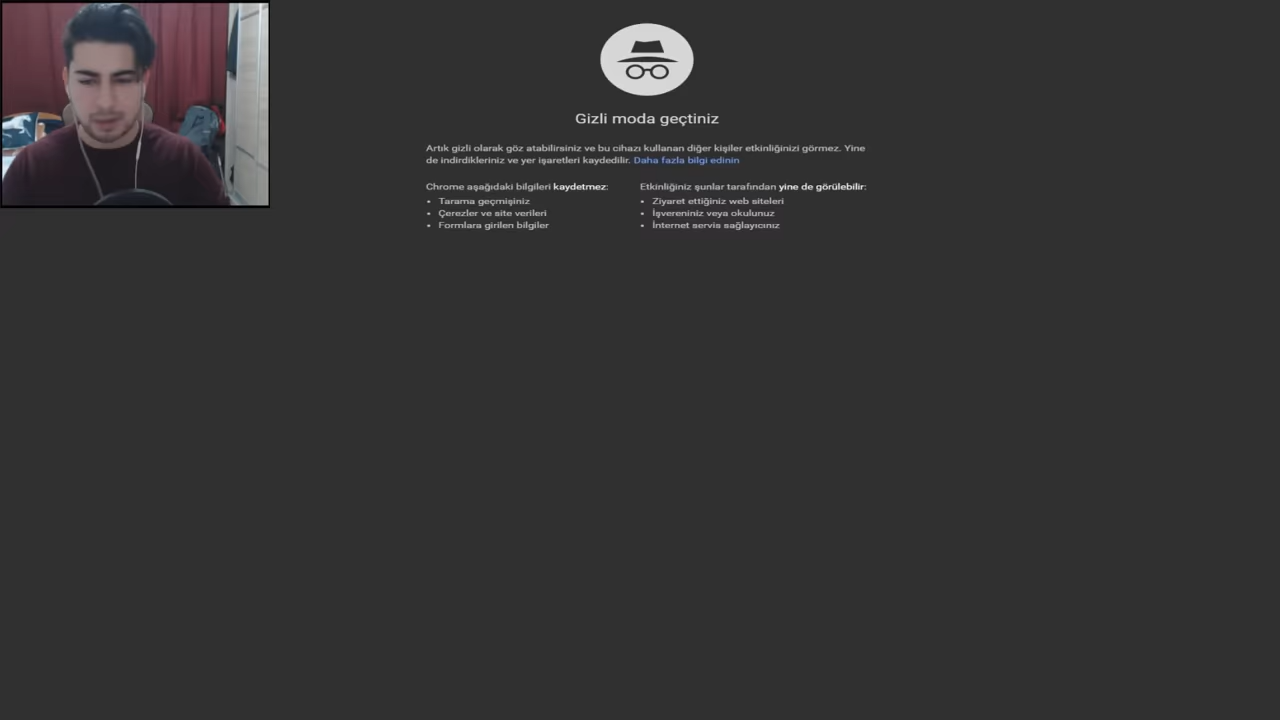 Gizli moda geçtiniz
Artık gizli olarak göz atabilirsiniz ve bu cihazı kullanan diğer kişiler etkinliğinizi görmez. Yine
de indirdikleriniz ve yer işaretleri kaydedilir. Daha fazla bilgi edinin
Chrome aşağıdaki bilgileri kaydetmez:
• Tarama geçmişiniz
• Çerezler ve site verileri
• Formlara girilen bilgiler
Etkinliğiniz şunlar tarafından yine de görülebilir:
• Ziyaret ettiğiniz web siteleri
• İşvereniniz veya okulunuz
• İnternet servis sağlayıcınız